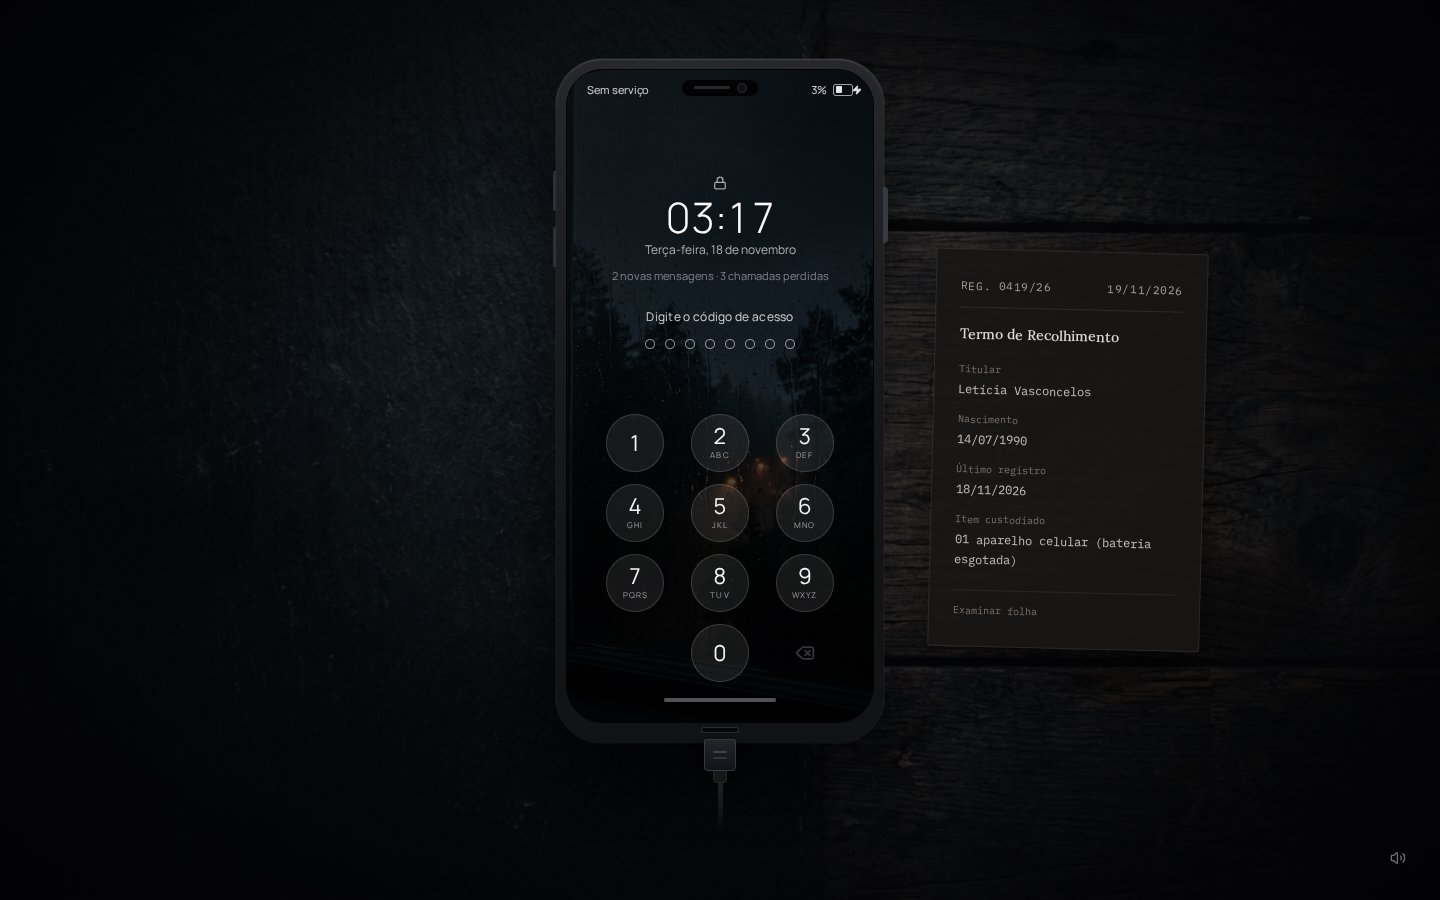 Sem serviço 3%
03:17
Terça-feira, 18 de novembro
2 novas mensagens · 3 chamadas perdidas
Digite o código de acesso
1
2
ABC
3
DEF
4
GHI
5
JKL
6
MNO
7
PQRS
8
TUV
9
WXYZ
0
REG. 0419/26 19/11/2026
Termo de Recolhimento
Titular
Letícia Vasconcelos
Nascimento
14/07/1990
Último registro
18/11/2026
Item custodiado
01 aparelho celular (bateria
esgotada)
Examinar folha